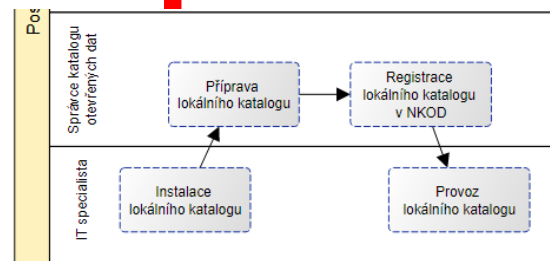 Pos
Správce katalogu
otevřených dat
Příprava
lokálního katalogu
Registrace
lokálního katalogu
v NKOD
IT specialista
Instalace
lokálního katalogu
Provoz
lokálního katalogu